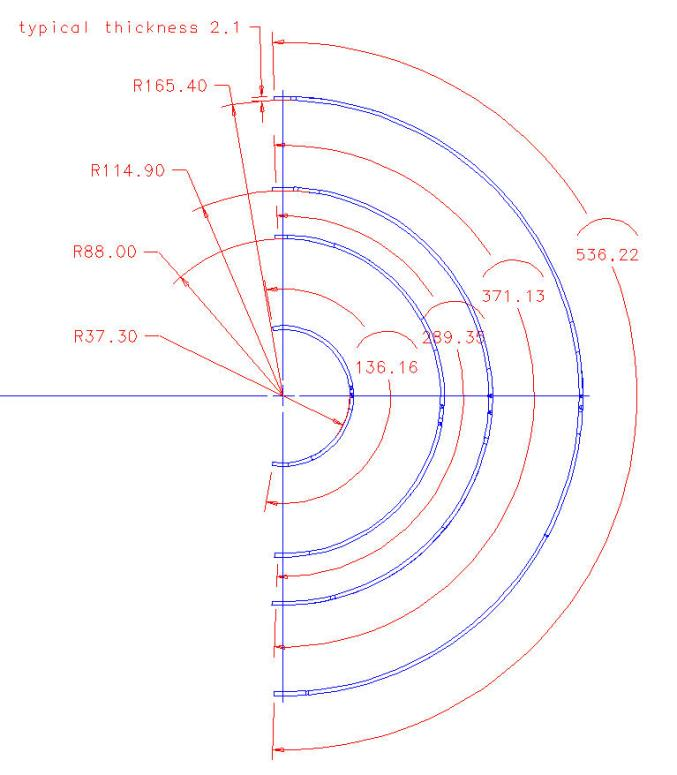 typical thickness 2.1
R165.40
R114.90
R88.00
R37.30
536.22
371.13
289.35
136.16